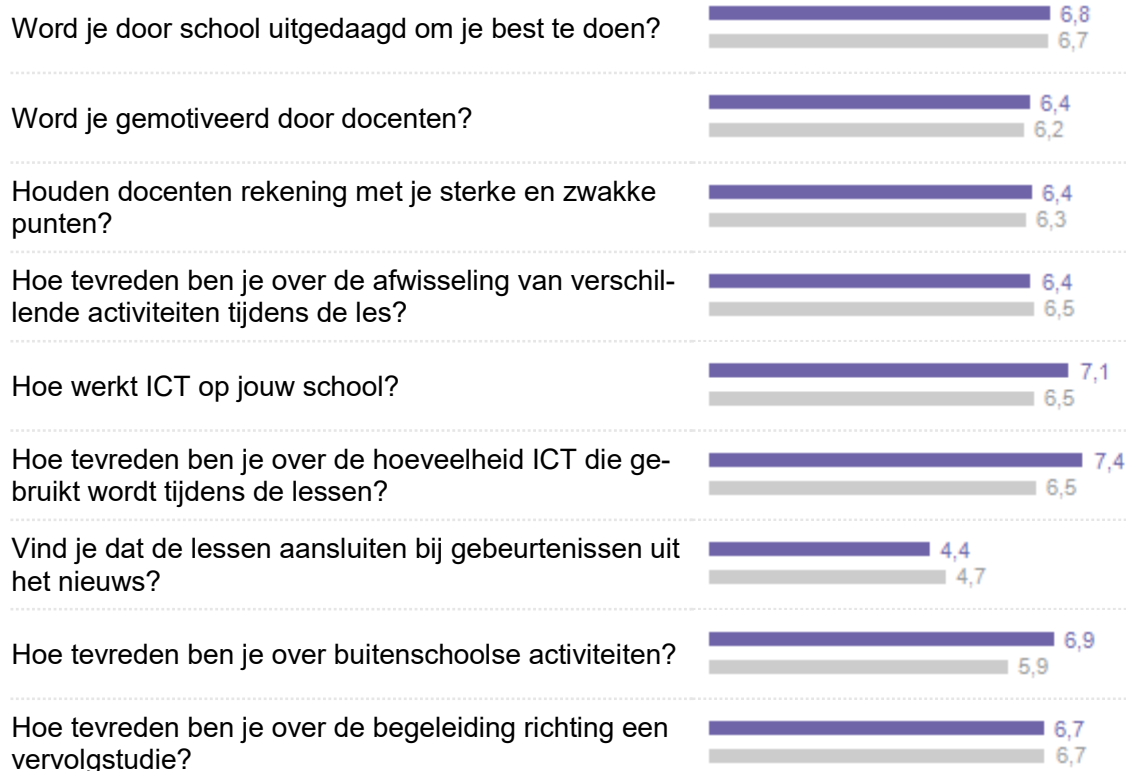 Word je door school uitgedaagd om je best te doen?
6,8
6,7
Word je gemotiveerd door docenten?
6,4
6,2
Houden docenten rekening met je sterke en zwakke
punten?
6,4
6,3
Hoe tevreden ben je over de afwisseling van verschil-
lende activiteiten tijdens de les?
6,4
6,5
Hoe werkt ICT op jouw school?
7,1
6,5
Hoe tevreden ben je over de hoeveelheid ICT die ge-
bruikt wordt tijdens de lessen?
7,4
6,5
Vind je dat de lessen aansluiten bij gebeurtenissen uit
het nieuws?
4,4
4,7
Hoe tevreden ben je over buitenschoolse activiteiten?
6,9
5,9
Hoe tevreden ben je over de begeleiding richting een
vervolgstudie?
6,7
6,7